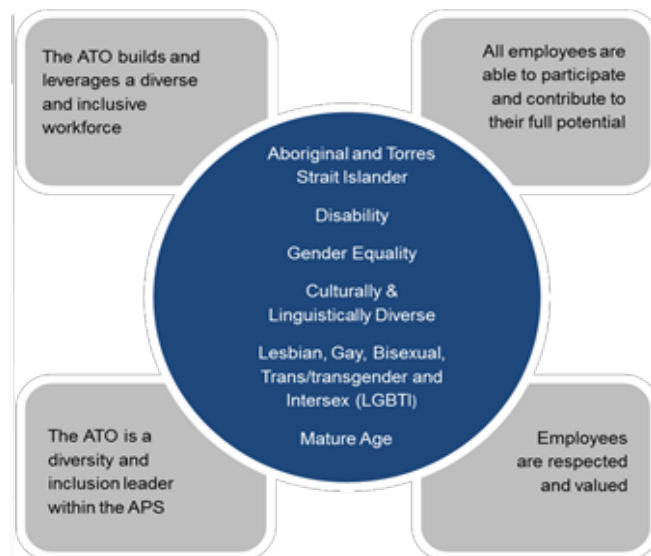 The ATO builds and
leverages a diverse
and inclusive
workforce
All employees are
able to participate
and contribute to
their full potential
Aboriginal and Torres
Strait Islander
Disability
Gender Equality
Culturally &
Linguistically Diverse
Lesbian, Gay, Bisexual,
Trans/transgender and
Intersex (LGBTI)
Mature Age
The ATO is a
diversity and
inclusion leader
within the APS
Employees
are respected
and valued